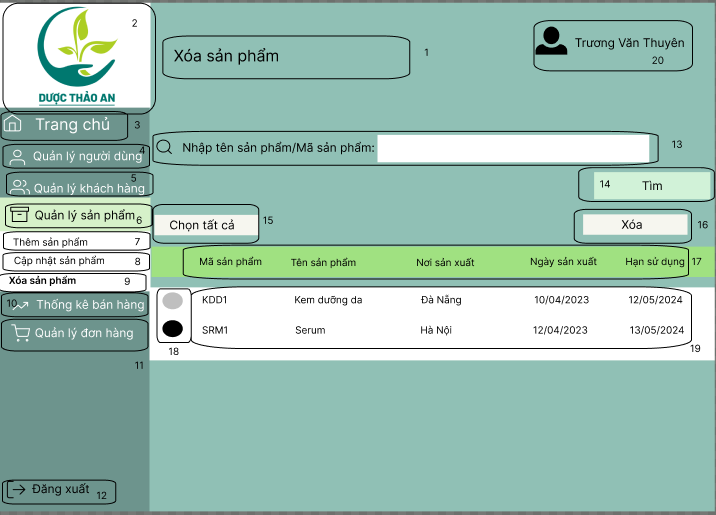 2
DƯỢC THẢO AN
Xóa sản phẩm
1
Trương Văn Thuyên
20
Trang chủ
3
Quản lý người dùng
4
Quản lý khách hàng
5
Quản lý sản phẩm
6
Thêm sản phẩm
7
Cập nhật sản phẩm
8
Xóa sản phẩm
9
Thống kê bán hàng
10
Quản lý đơn hàng
11
Đăng xuất
12
Nhập tên sản phẩm/Mã sản phẩm:
13
14 Tìm
Chọn tất cả
15
Xóa
16
Mã sản phẩm Tên sản phẩm Nơi sản xuất Ngày sản xuất Hạn sử dụng
17
KDD1 Kem dưỡng da Đà Nẵng 10/04/2023 12/05/2024
SRM1 Serum Hà Nội 12/04/2023 13/05/2024
18
19